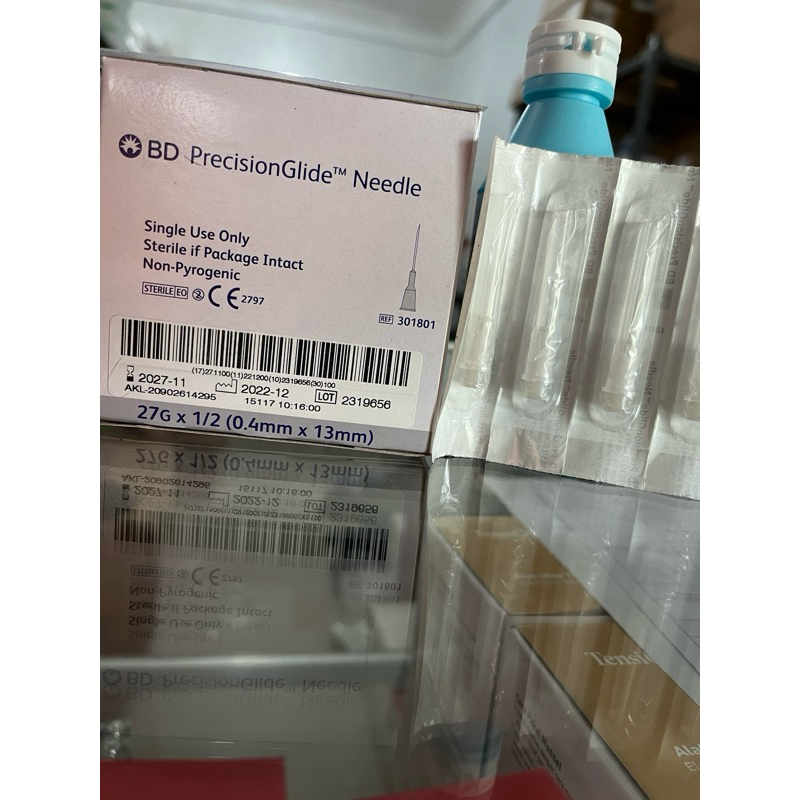 BD PrecisionGlide™ Needle
Single Use Only
Sterile if Package Intact
Non-Pyrogenic
STERILE EO 2 CE 2797
REF 301801
(17)271100(11)221200(10)2319656(30)100
2027-11 2022-12 LOT 2319656
AKL-20902614295 15117 10:16:00
27G x 1/2 (0.4mm x 13mm)